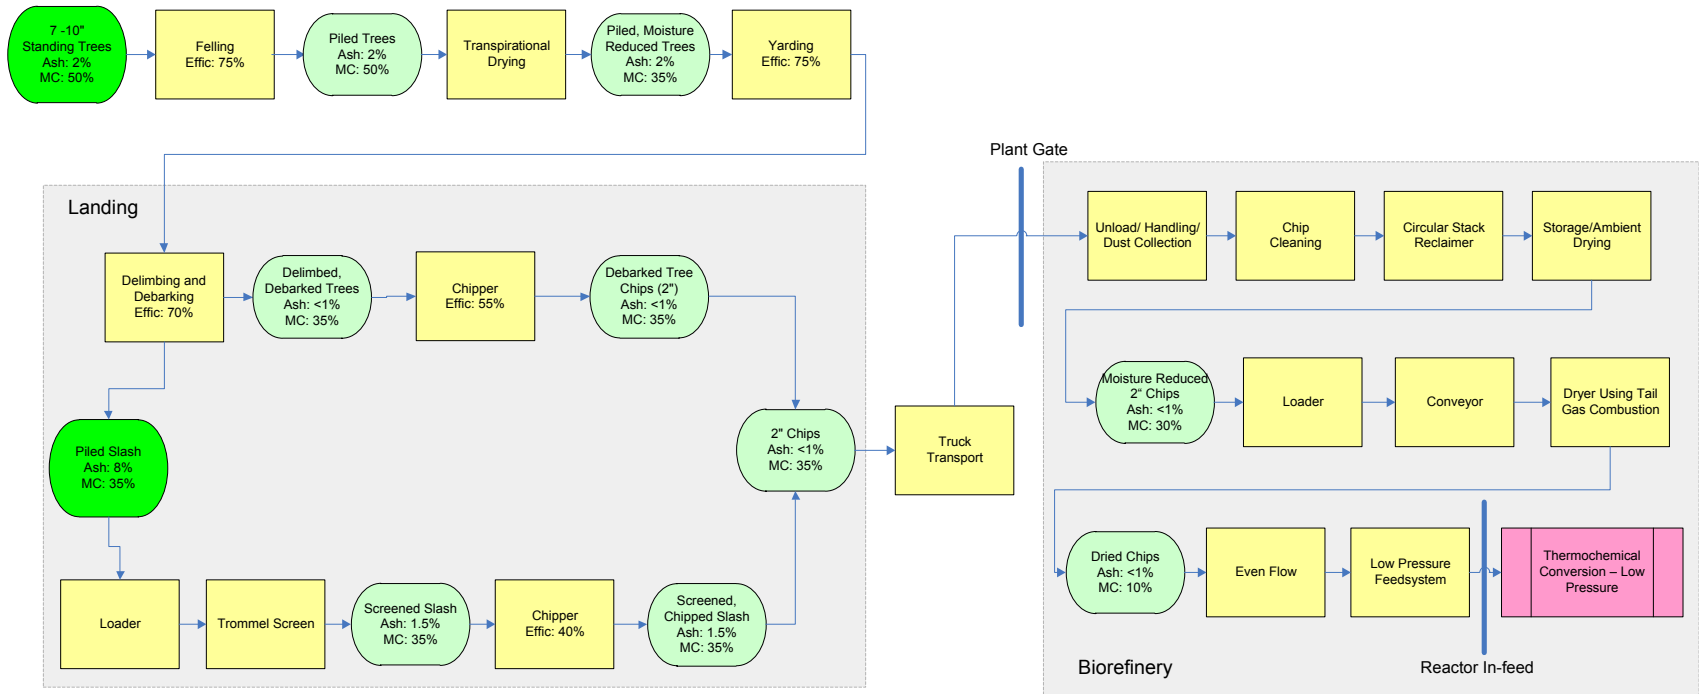 7 -10"
Standing Trees
Ash: 2%
MC: 50%
Felling
Effic: 75%
Piled Trees
Ash: 2%
MC: 50%
Transpirational
Drying
Piled, Moisture
Reduced Trees
Ash: 2%
MC: 35%
Yarding
Effic: 75%
Landing
Delimbing and
Debarking
Effic: 70%
Delimbed,
Debarked Trees
Ash: <1%
MC: 35%
Chipper
Effic: 55%
Debarked Tree
Chips (2")
Ash: <1%
MC: 35%
Piled Slash
Ash: 8%
MC: 35%
2" Chips
Ash: <1%
MC: 35%
Loader
Trommel Screen
Screened Slash
Ash: 1.5%
MC: 35%
Chipper
Effic: 40%
Screened,
Chipped Slash
Ash: 1.5%
MC: 35%
Truck
Transport
Plant Gate
Unload/ Handling/
Dust Collection
Chip
Cleaning
Circular Stack
Reclaimer
Storage/Ambient
Drying
Moisture Reduced
2“ Chips
Ash: <1%
MC: 30%
Loader
Conveyor
Dryer Using Tail
Gas Combustion
Dried Chips
Ash: <1%
MC: 10%
Even Flow
Low Pressure
Feedsystem
Thermochemical
Conversion – Low
Pressure
Biorefinery
Reactor In-feed